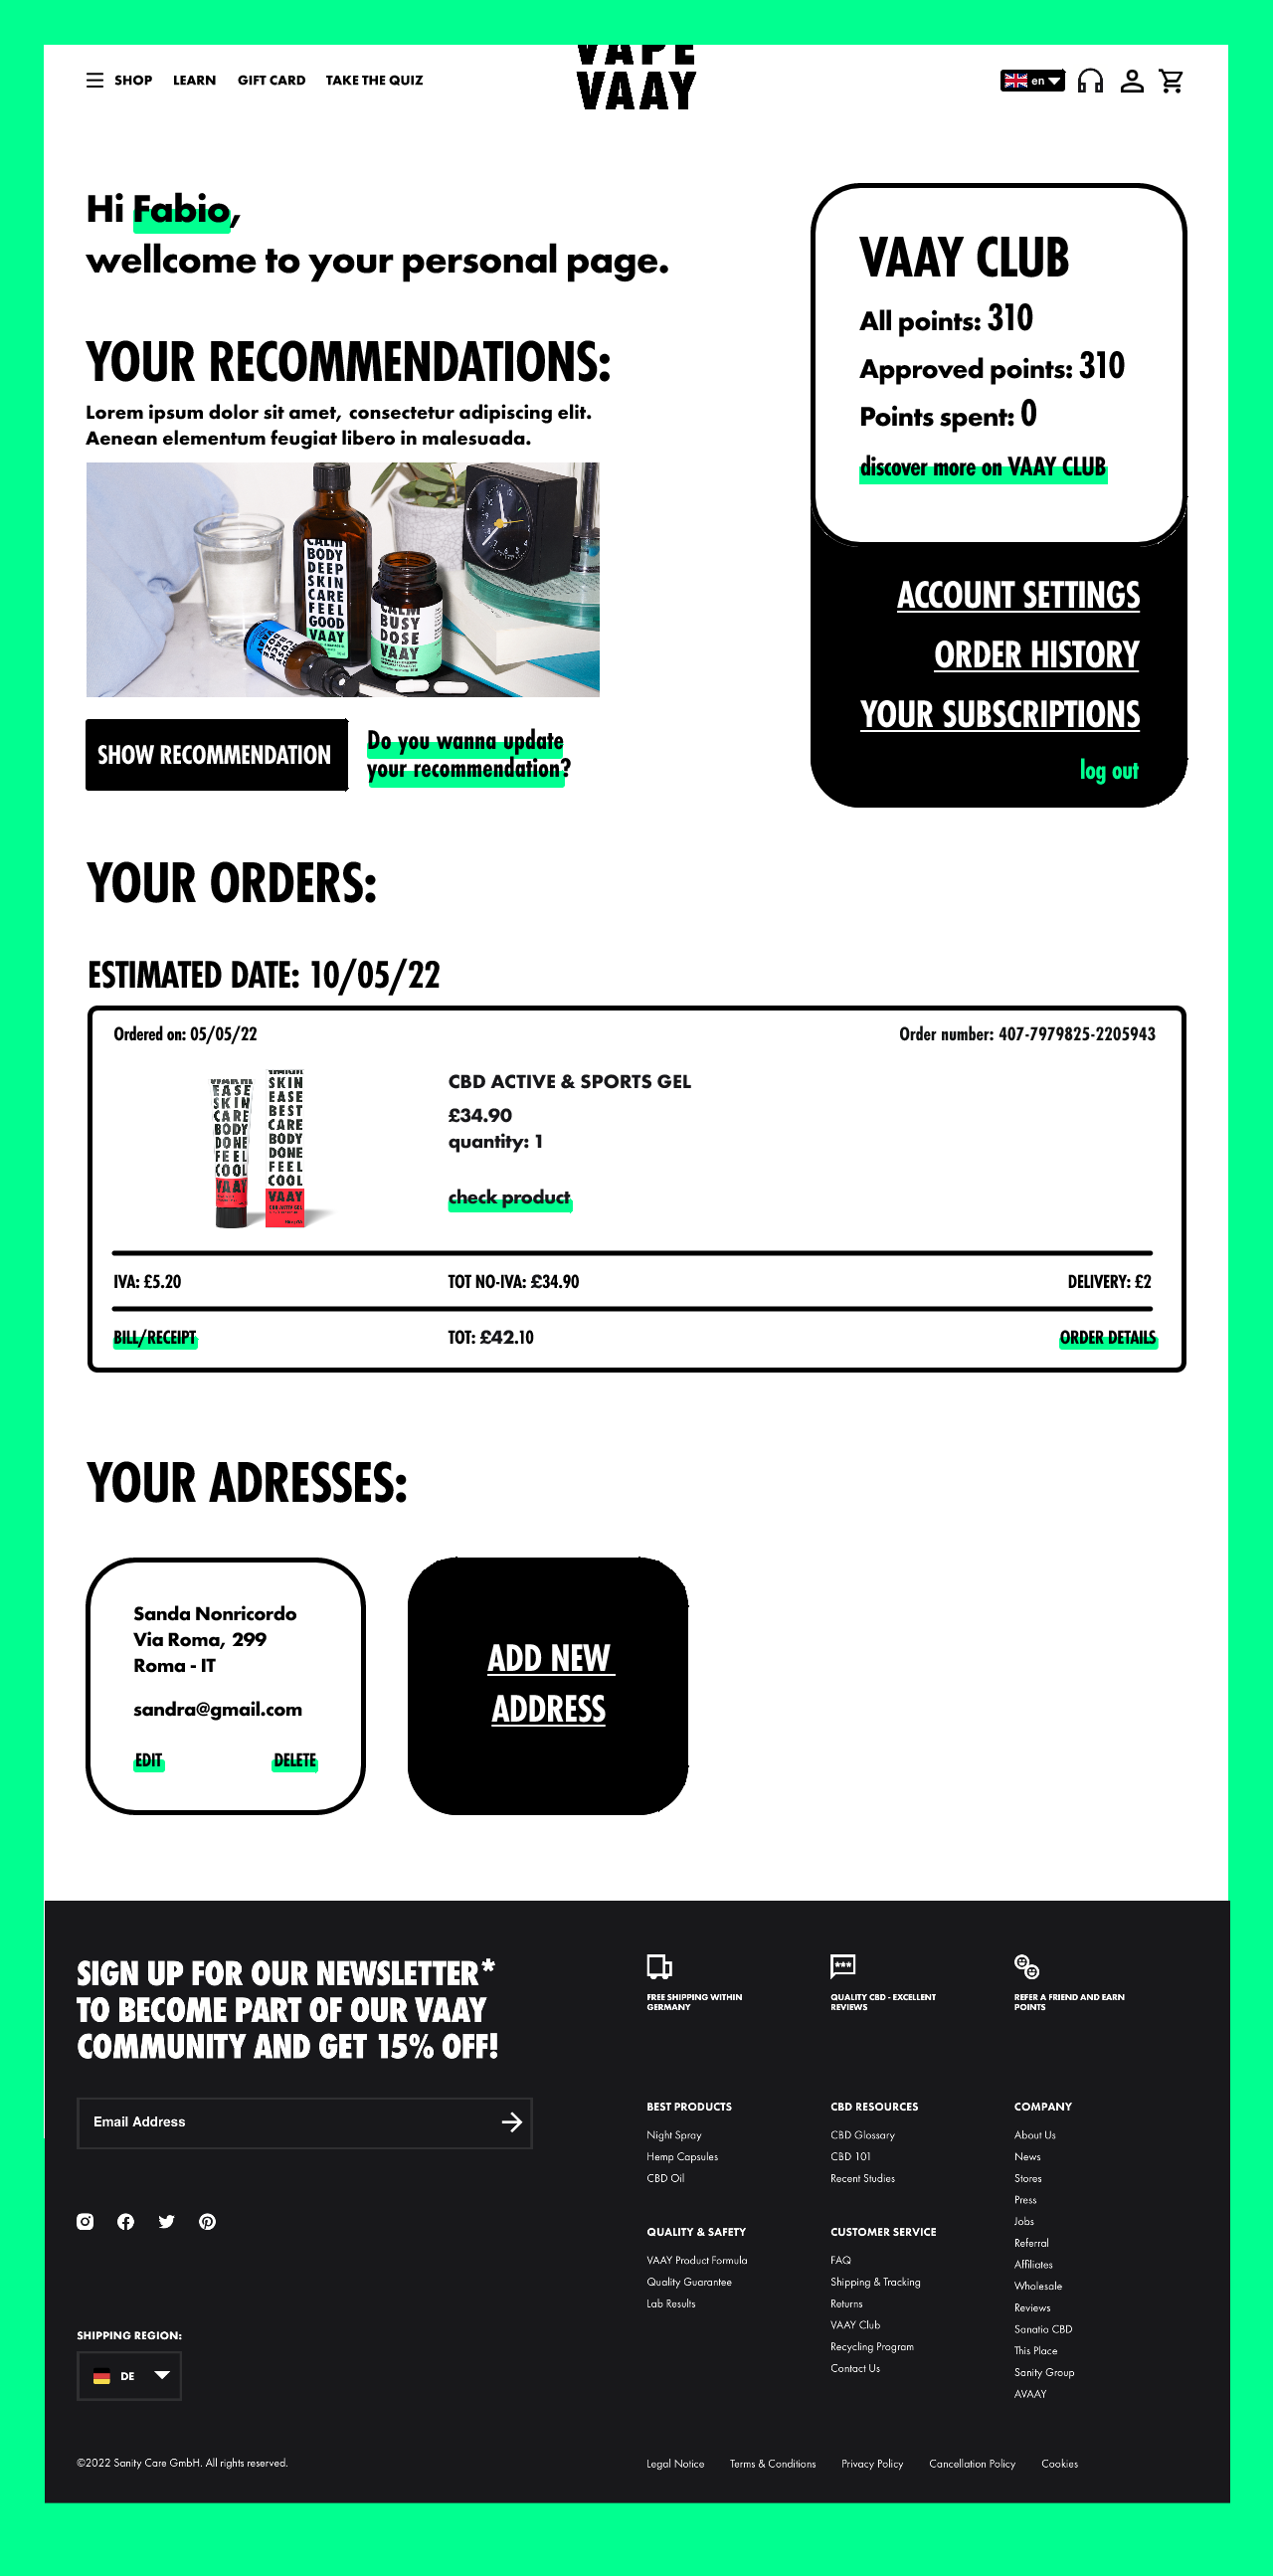 SHOP LEARN GIFT CARD TAKE THE QUIZ
VAPE
VAAY
en
Hi Fabio,
wellcome to your personal page.
VAAY CLUB
All points: 310
Approved points: 310
Points spent: 0
discover more on VAAY CLUB
ACCOUNT SETTINGS
ORDER HISTORY
YOUR SUBSCRIPTIONS
log out
YOUR RECOMMENDATIONS:
Lorem ipsum dolor sit amet, consectetur adipiscing elit.
Aenean elementum feugiat libero in malesuada.
CALM
BODY
DEEP
SKIN
CARE
FEEL
GOOD
VAAY
CALM
BUSY
DOSE
VAAY
SHOW RECOMMENDATION
Do you wanna update
your recommendation?
YOUR ORDERS:
ESTIMATED DATE: 10/05/22
Ordered on: 05/05/22
Order number: 407-7979825-2205943
EASE
SKIN
CARE
BODY
DONE
FEEL
COOL
VAAY
SKIN
EASE
BEST
CARE
BODY
DONE
FEEL
COOL
VAAY
CBD ACTIVE & SPORTS GEL
£34.90
quantity: 1
check product
IVA: £5.20
TOT NO-IVA: £34.90
DELIVERY: £2
BILL/RECEIPT
TOT: £42.10
ORDER DETAILS
YOUR ADRESSES:
Sanda Nonricordo
Via Roma, 299
Roma - IT
sandra@gmail.com
EDIT
DELETE
ADD NEW
ADDRESS
SIGN UP FOR OUR NEWSLETTER*
TO BECOME PART OF OUR VAAY
COMMUNITY AND GET 15% OFF!
Email Address
SHIPPING REGION:
DE
FREE SHIPPING WITHIN
GERMANY
QUALITY CBD - EXCELLENT
REVIEWS
REFER A FRIEND AND EARN
POINTS
BEST PRODUCTS
Night Spray
Hemp Capsules
CBD Oil
QUALITY & SAFETY
VAAY Product Formula
Quality Guarantee
Lab Results
CBD RESOURCES
CBD Glossary
CBD 101
Recent Studies
CUSTOMER SERVICE
FAQ
Shipping & Tracking
Returns
VAAY Club
Recycling Program
Contact Us
COMPANY
About Us
News
Stores
Press
Jobs
Referral
Affiliates
Wholesale
Reviews
Sanatio CBD
This Place
Sanity Group
AVAAY
©2022 Sanity Care GmbH. All rights reserved.
Legal Notice Terms & Conditions Privacy Policy Cancellation Policy Cookies